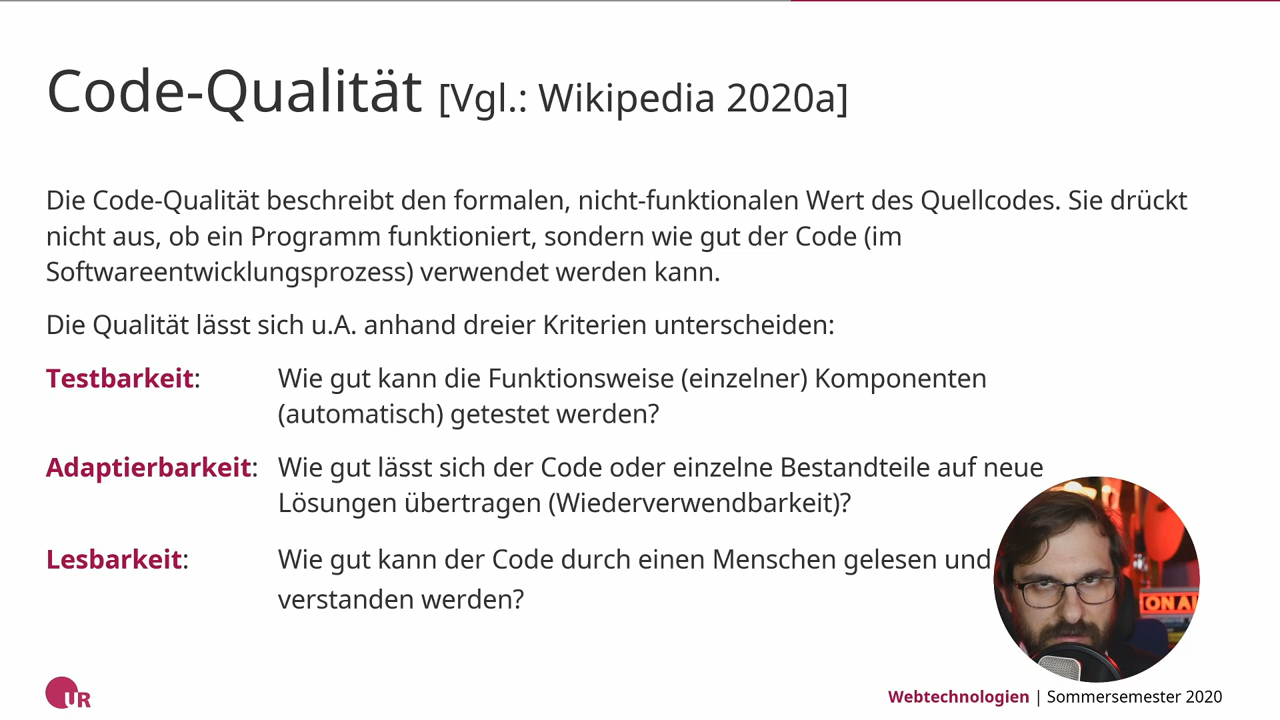 Code-Qualität [Vgl.: Wikipedia 2020a]
Die Code-Qualität beschreibt den formalen, nicht-funktionalen Wert des Quellcodes. Sie drückt
nicht aus, ob ein Programm funktioniert, sondern wie gut der Code (im
Softwareentwicklungsprozess) verwendet werden kann.
Die Qualität lässt sich u.A. anhand dreier Kriterien unterscheiden:
Testbarkeit: Wie gut kann die Funktionsweise (einzelner) Komponenten
(automatisch) getestet werden?
Adaptierbarkeit: Wie gut lässt sich der Code oder einzelne Bestandteile auf neue
Lösungen übertragen (Wiederverwendbarkeit)?
Lesbarkeit: Wie gut kann der Code durch einen Menschen gelesen und
verstanden werden?
ON AI
UR
Webtechnologien | Sommersemester 2020